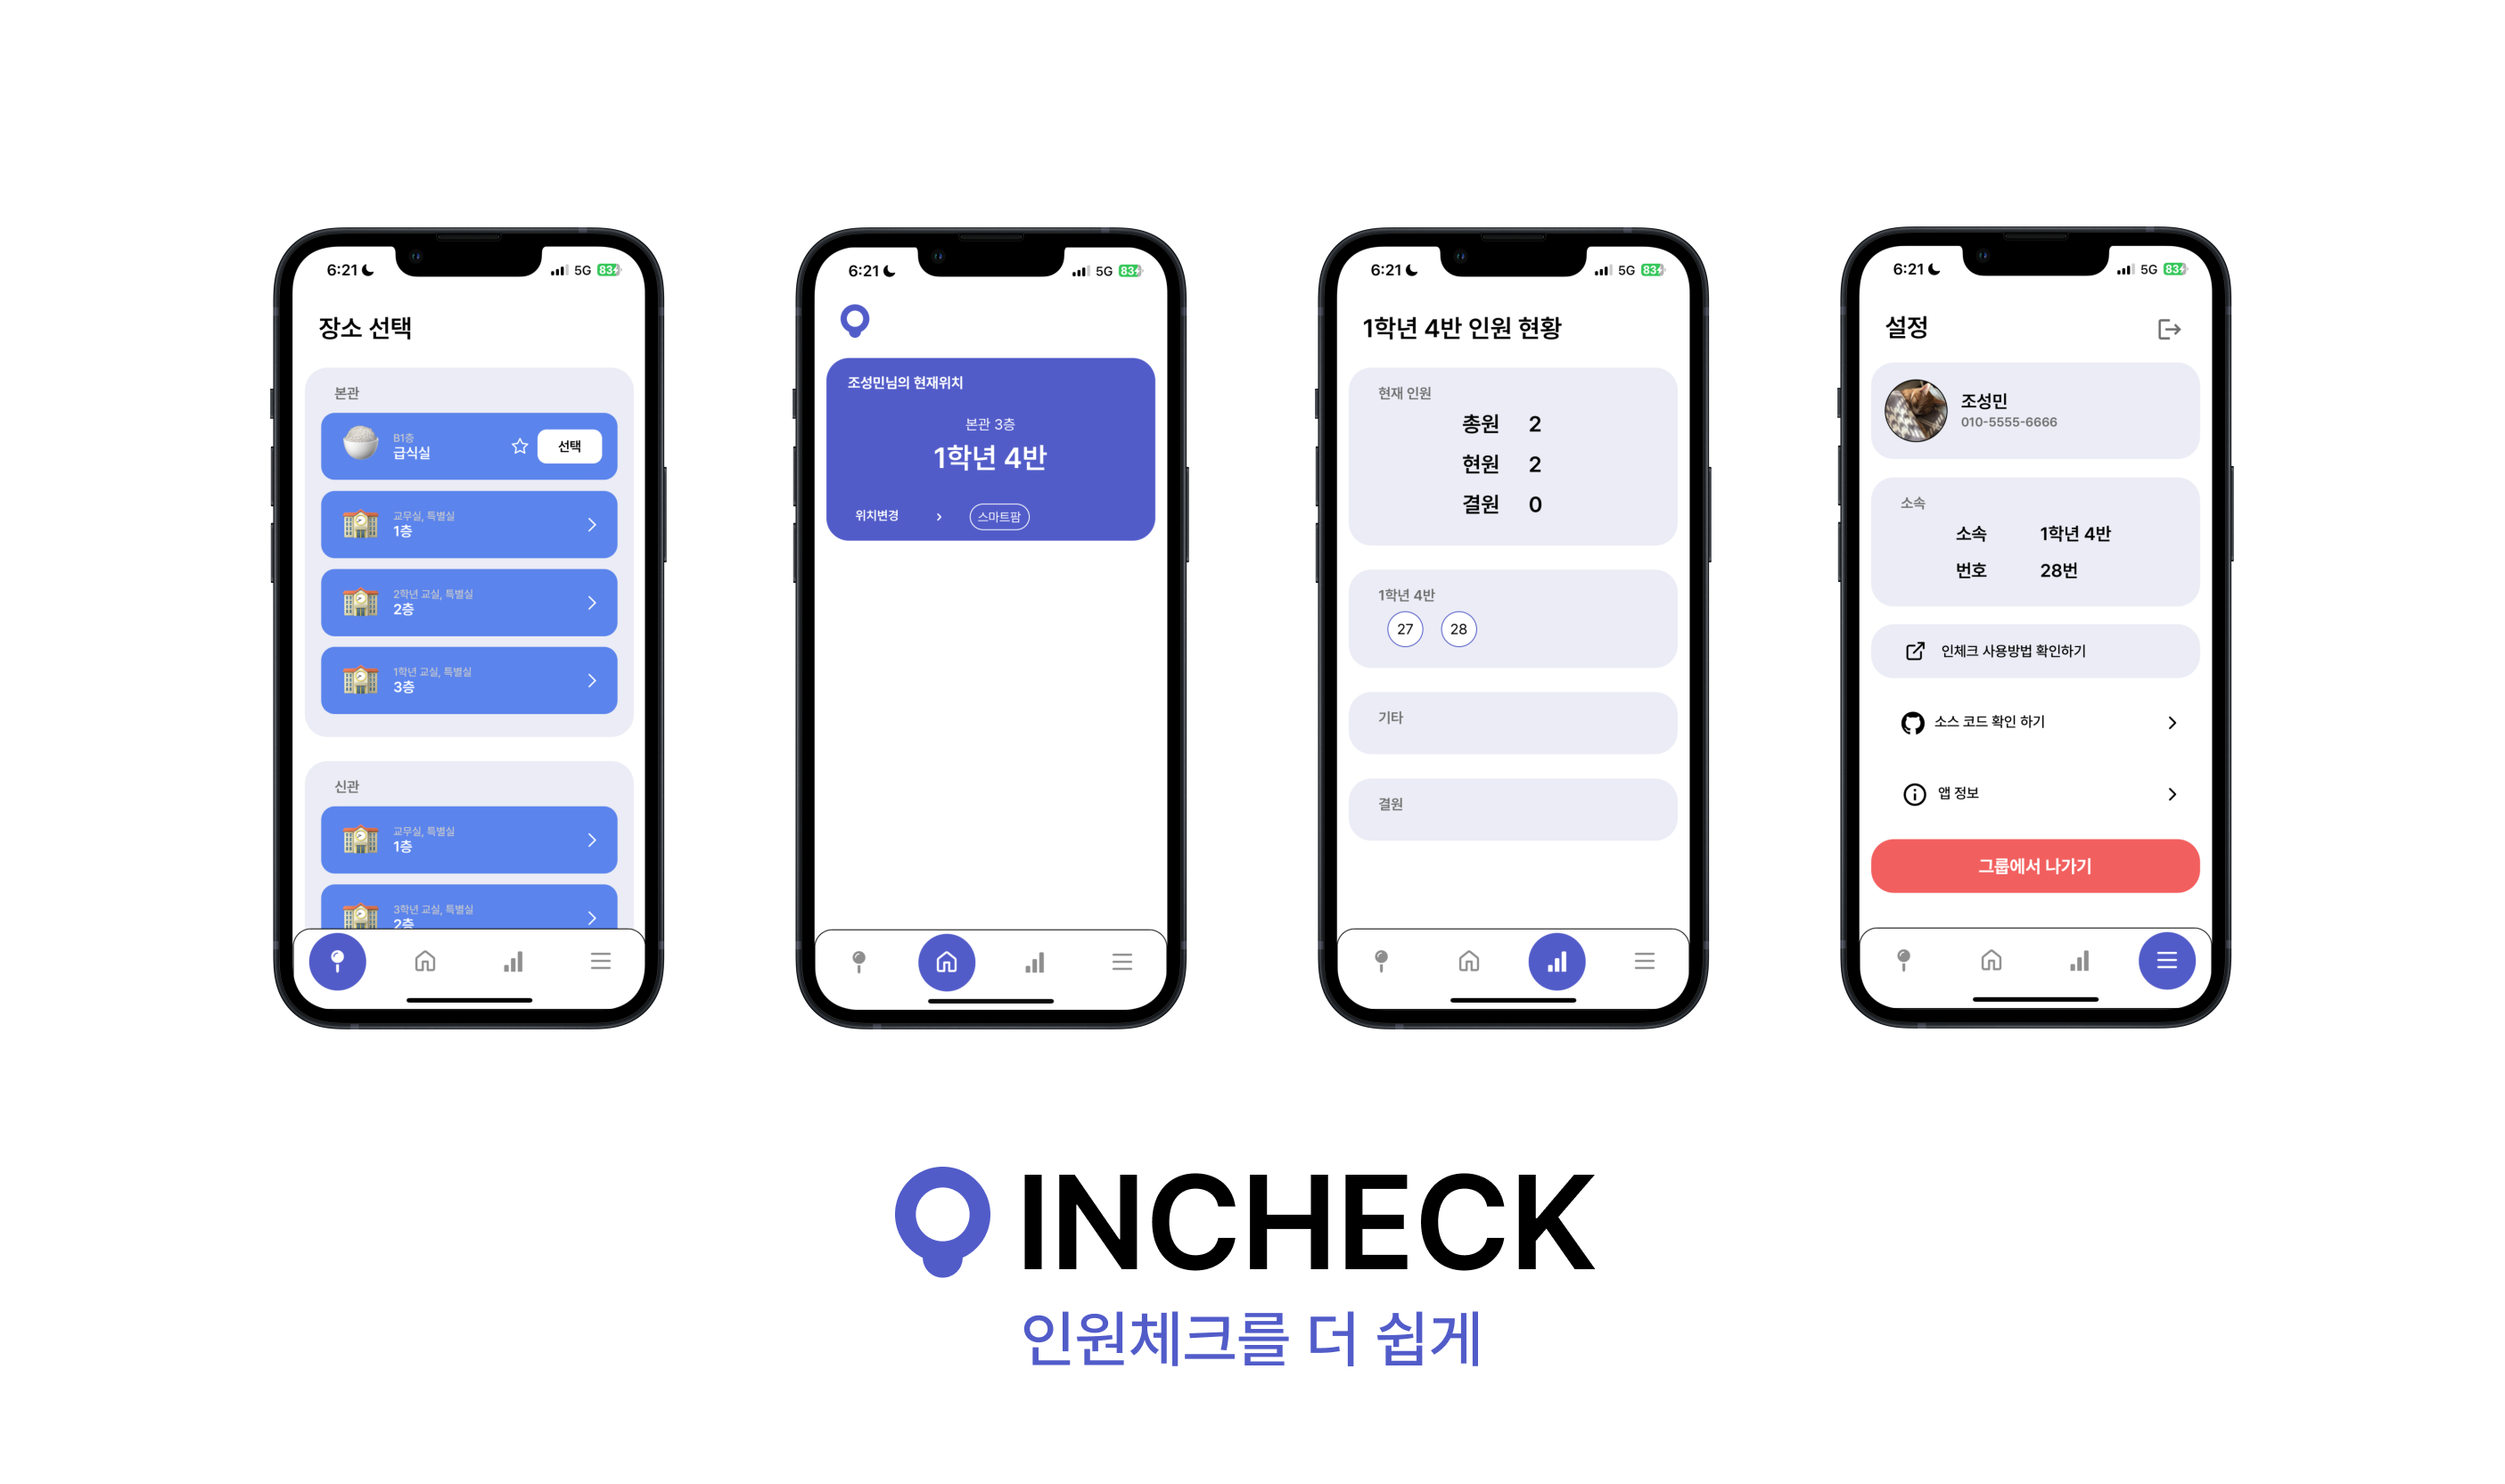 6:21
5G 83
장소 선택
본관
B1층
급식실
선택
교무실, 특별실
1층
2학년 교실, 특별실
2층
1학년 교실, 특별실
3층
신관
교무실, 특별실
1층
3학년 교실, 특별실
2층
6:21
5G 83
조성민님의 현재위치
본관 3층
1학년 4반
위치변경
스마트팜
6:21
5G 83
1학년 4반 인원 현황
현재 인원
총원 2
현원 2
결원 0
1학년 4반
27 28
기타
결원
6:21
5G 83
설정
조성민
010-5555-6666
소속
소속 1학년 4반
번호 28번
인체크 사용방법 확인하기
소스 코드 확인 하기
앱 정보
그룹에서 나가기
INCHECK
인원체크를 더 쉽게